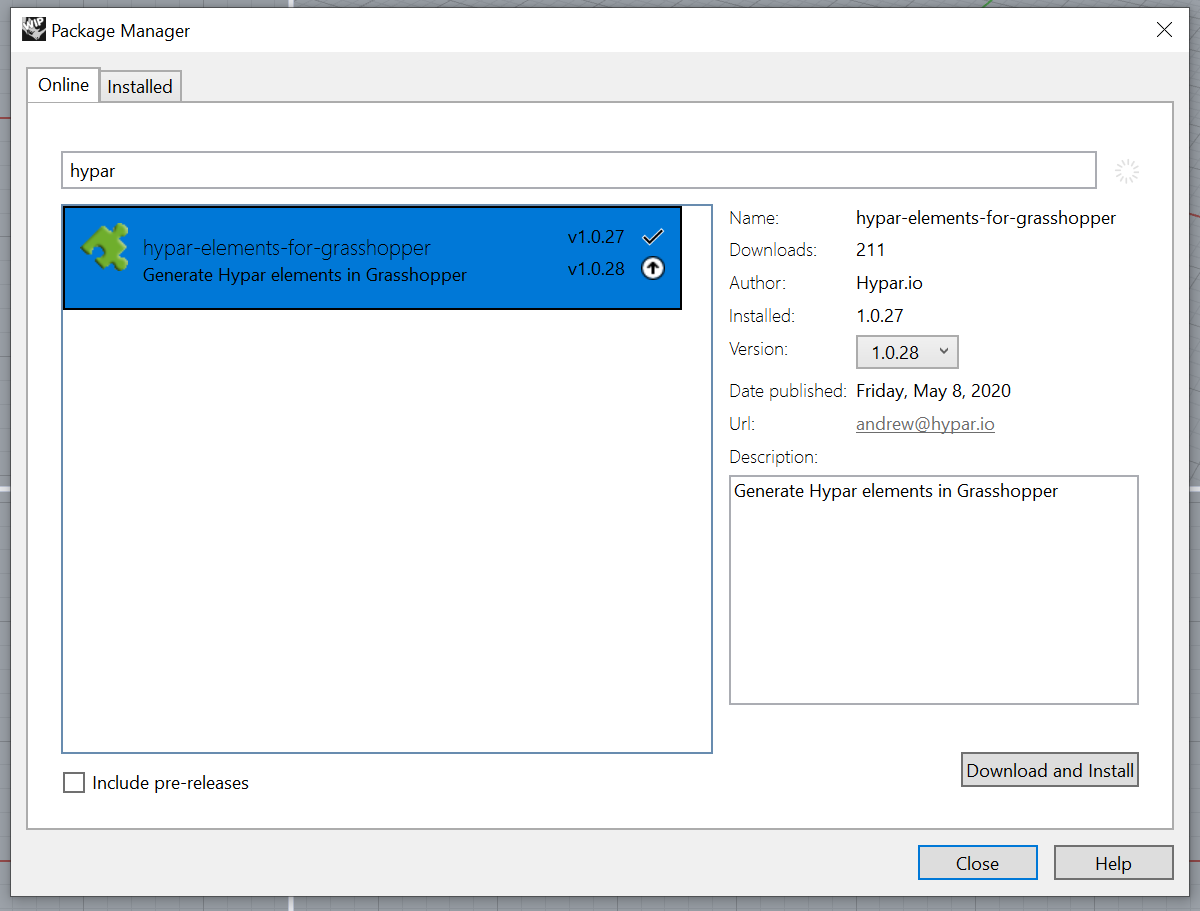 WIP
Package Manager
Online
Installed
hypar
hypar-elements-for-grasshopper
Generate Hypar elements in Grasshopper
v1.0.27
v1.0.28
Name: hypar-elements-for-grasshopper
Downloads: 211
Author: Hypar.io
Installed: 1.0.27
Version: 1.0.28
Date published: Friday, May 8, 2020
Url: andrew@hypar.io
Description:
Generate Hypar elements in Grasshopper
Include pre-releases
Download and Install
Close
Help